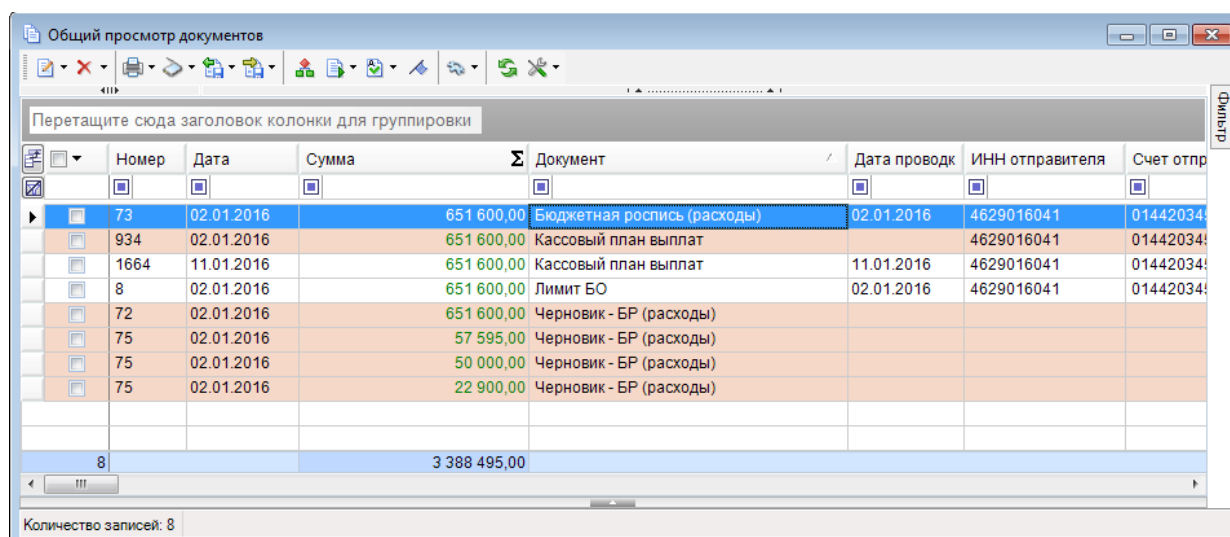 Общий просмотр документов
Перетащите сюда заголовок колонки для группировки
Фильтр
Номер Дата Сумма Σ Документ Дата проводк ИНН отправителя Счет отпр
73 02.01.2016 651 600,00 Бюджетная роспись (расходы) 02.01.2016 4629016041 01442034
934 02.01.2016 651 600,00 Кассовый план выплат 4629016041 01442034
1664 11.01.2016 651 600,00 Кассовый план выплат 11.01.2016 4629016041 01442034
8 02.01.2016 651 600,00 Лимит БО 02.01.2016 4629016041 01442034
72 02.01.2016 651 600,00 Черновик - БР (расходы)
75 02.01.2016 57 595,00 Черновик - БР (расходы)
75 02.01.2016 50 000,00 Черновик - БР (расходы)
75 02.01.2016 22 900,00 Черновик - БР (расходы)
8 3 388 495,00
Количество записей: 8